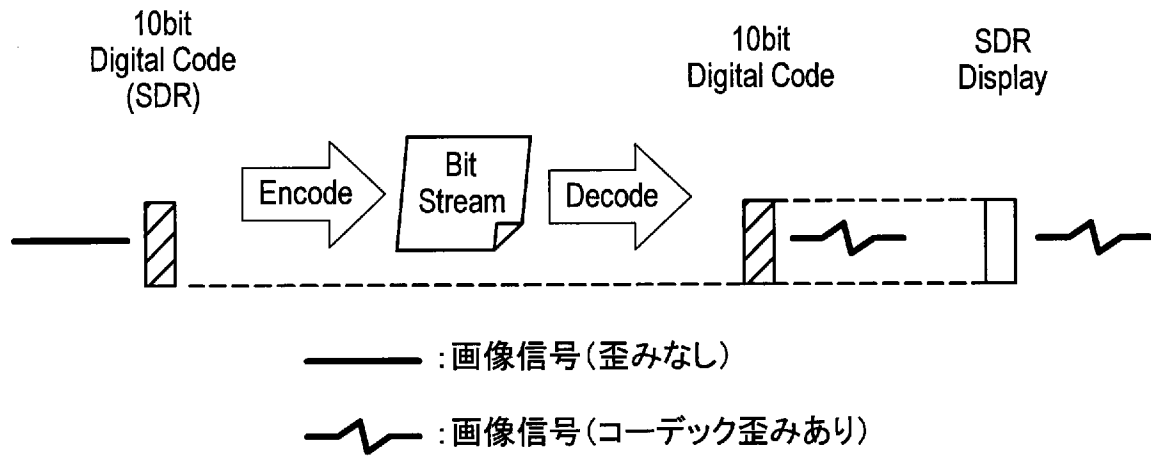 10bit
Digital Code
(SDR)
10bit
Digital Code
SDR
Display
Encode
Bit
Stream
Decode
:画像信号(歪みなし)
:画像信号(コーデック歪みあり)